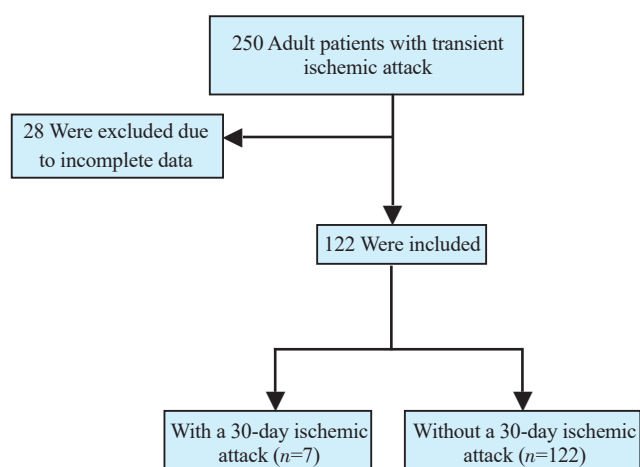 250 Adult patients with transient
ischemic attack
28 Were excluded due
to incomplete data
122 Were included
With a 30-day ischemic
attack (n=7)
Without a 30-day ischemic
attack (n=122)